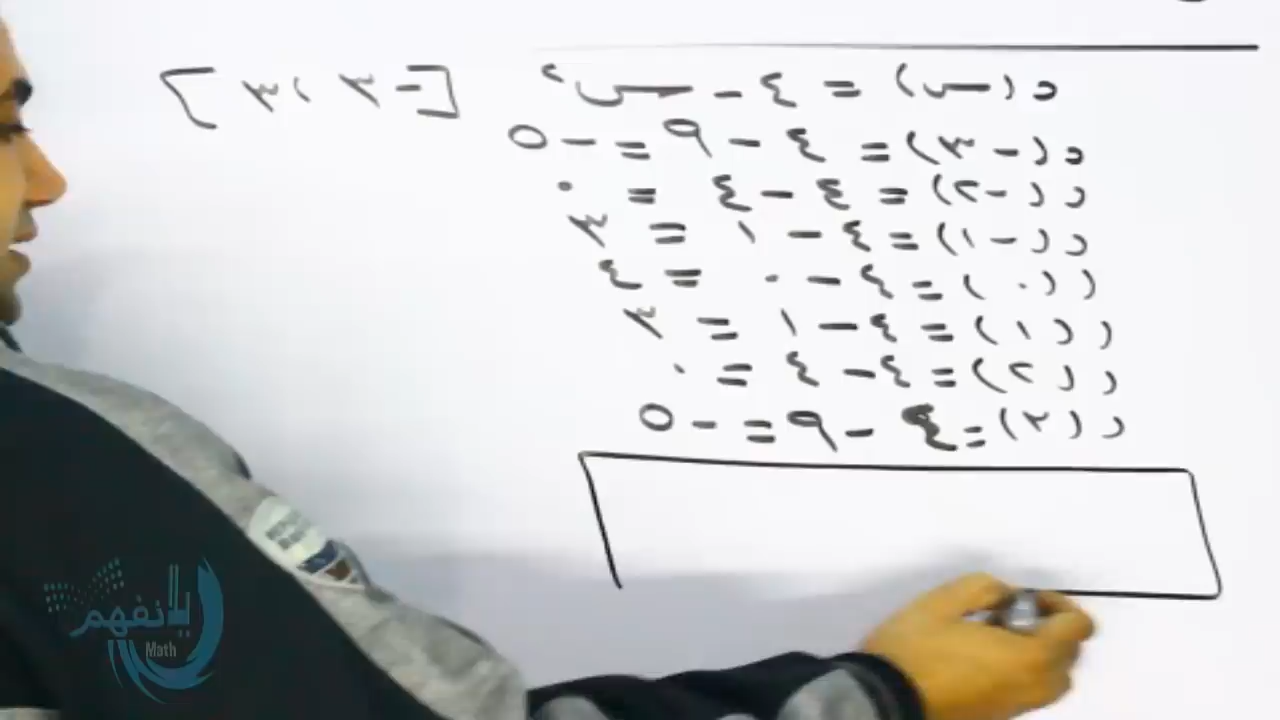 د (س) = ٤ - س٢
[-٣ ، ٣]
د (-٣) = ٤ - ٩ = -٥
د (-٢) = ٤ - ٤ = ٠
د (-١) = ٤ - ١ = ٣
د (٠) = ٤ - ٠ = ٤
د (١) = ٤ - ١ = ٣
د (٢) = ٤ - ٤ = ٠
د (٣) = ٤ - ٩ = -٥
يلا نفهم
Math